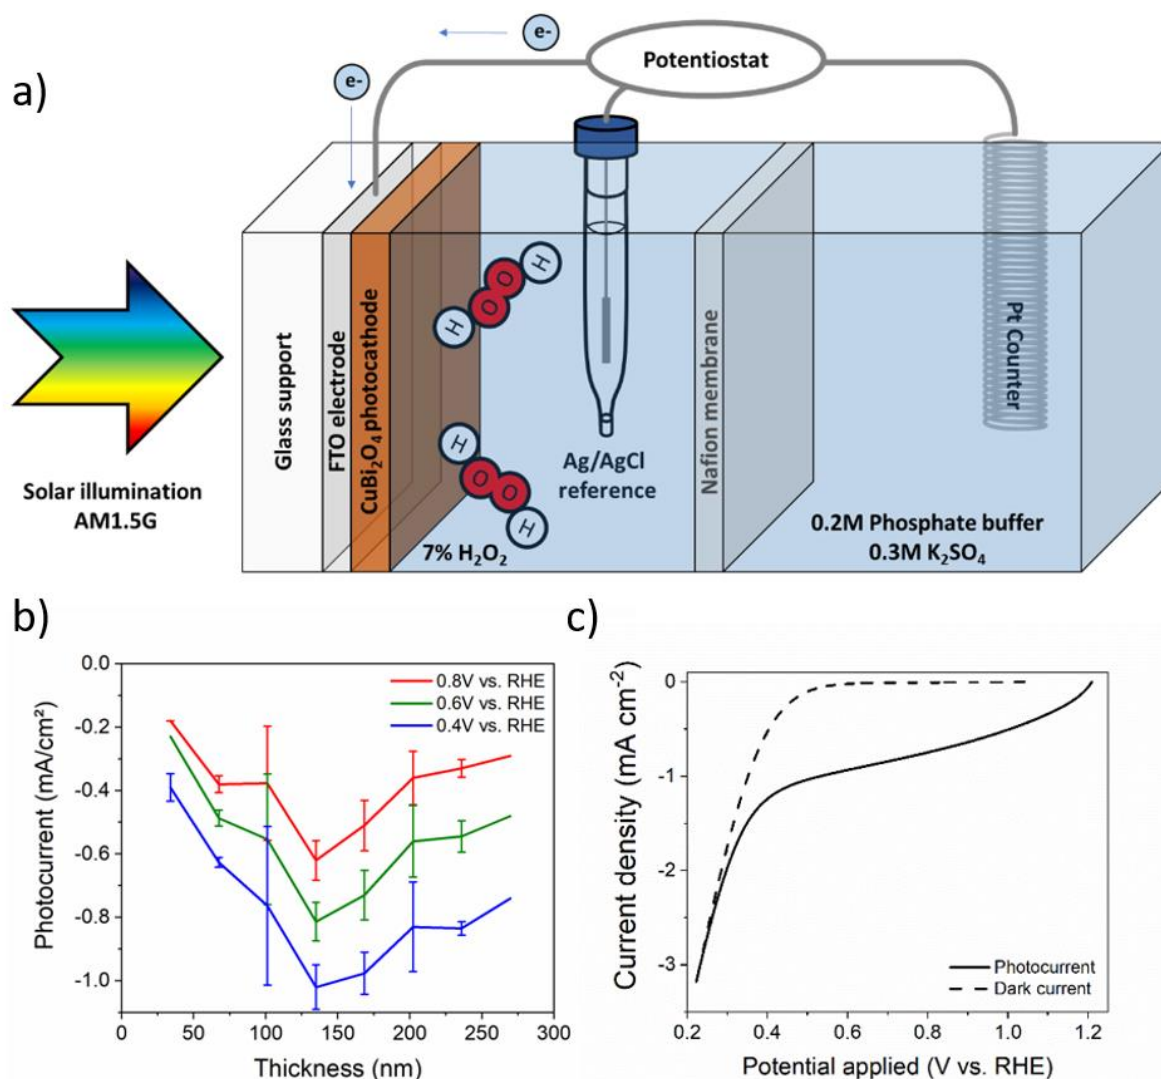 a)
e-
e-
Potentiostat
Solar illumination
AM1.5G
Glass support
FTO electrode
CuBi₂O₄ photocathode
H
O
O
H
H
O
O
H
7% H₂O₂
Ag/AgCl
reference
Nafion membrane
Pt Counter
0.2M Phosphate buffer
0.3M K₂SO₄
b)
Photocurrent (mA/cm²)
0.0
-0.2
-0.4
-0.6
-0.8
-1.0
0.8V vs. RHE
0.6V vs. RHE
0.4V vs. RHE
0 50 100 150 200 250 300
Thickness (nm)
c)
Current density (mA cm⁻²)
0
-1
-2
-3
Photocurrent
Dark current
0.2 0.4 0.6 0.8 1.0 1.2
Potential applied (V vs. RHE)